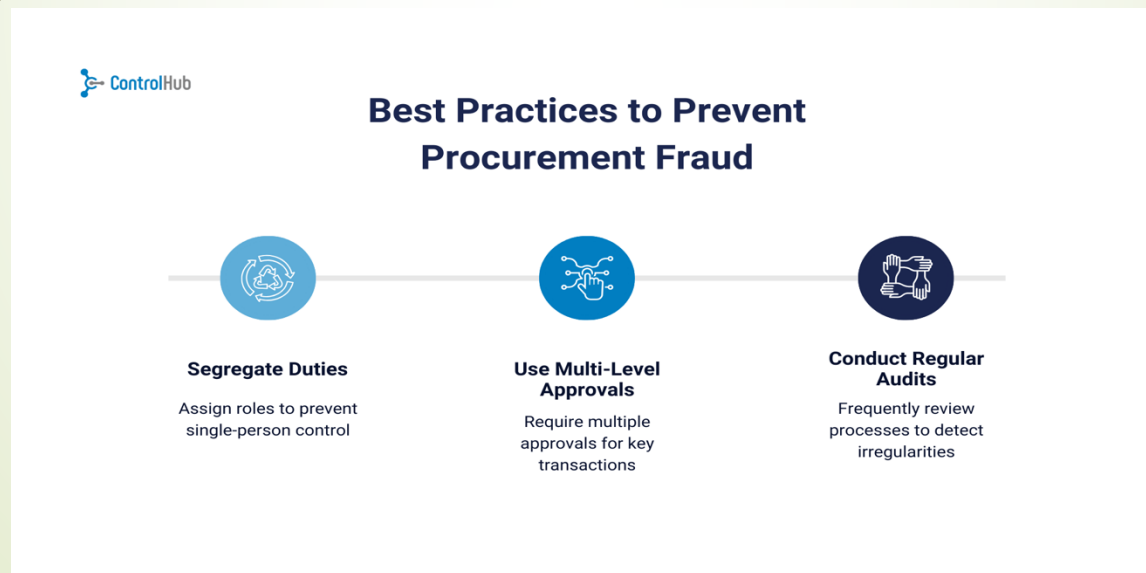 ControlHub
Best Practices to Prevent
Procurement Fraud
Segregate Duties
Assign roles to prevent
single-person control
Use Multi-Level
Approvals
Require multiple
approvals for key
transactions
Conduct Regular
Audits
Frequently review
processes to detect
irregularities